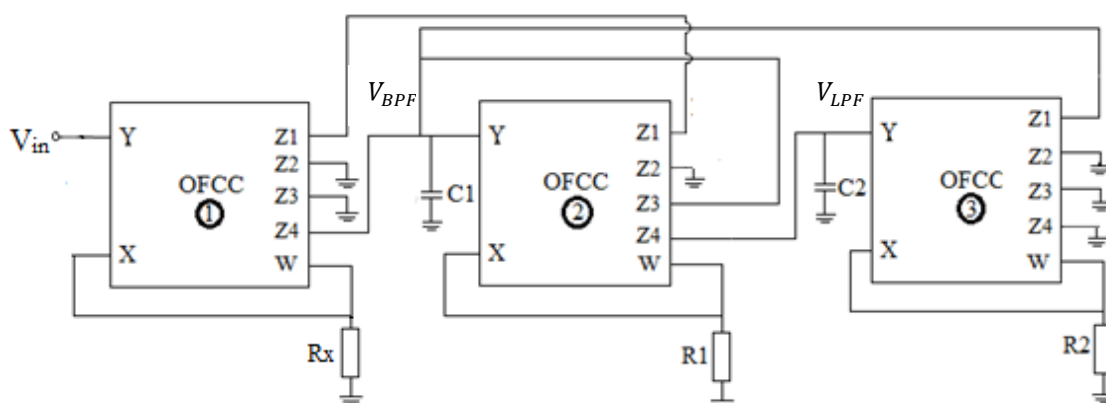 V_BPF
V_LPF
V_in
Y
Z1
Z2
Z3
Z4
W
X
OFCC
1
Rx
C1
Y
Z1
Z2
Z3
Z4
W
X
OFCC
2
R1
C2
Y
Z1
Z2
Z3
Z4
W
X
OFCC
3
R2